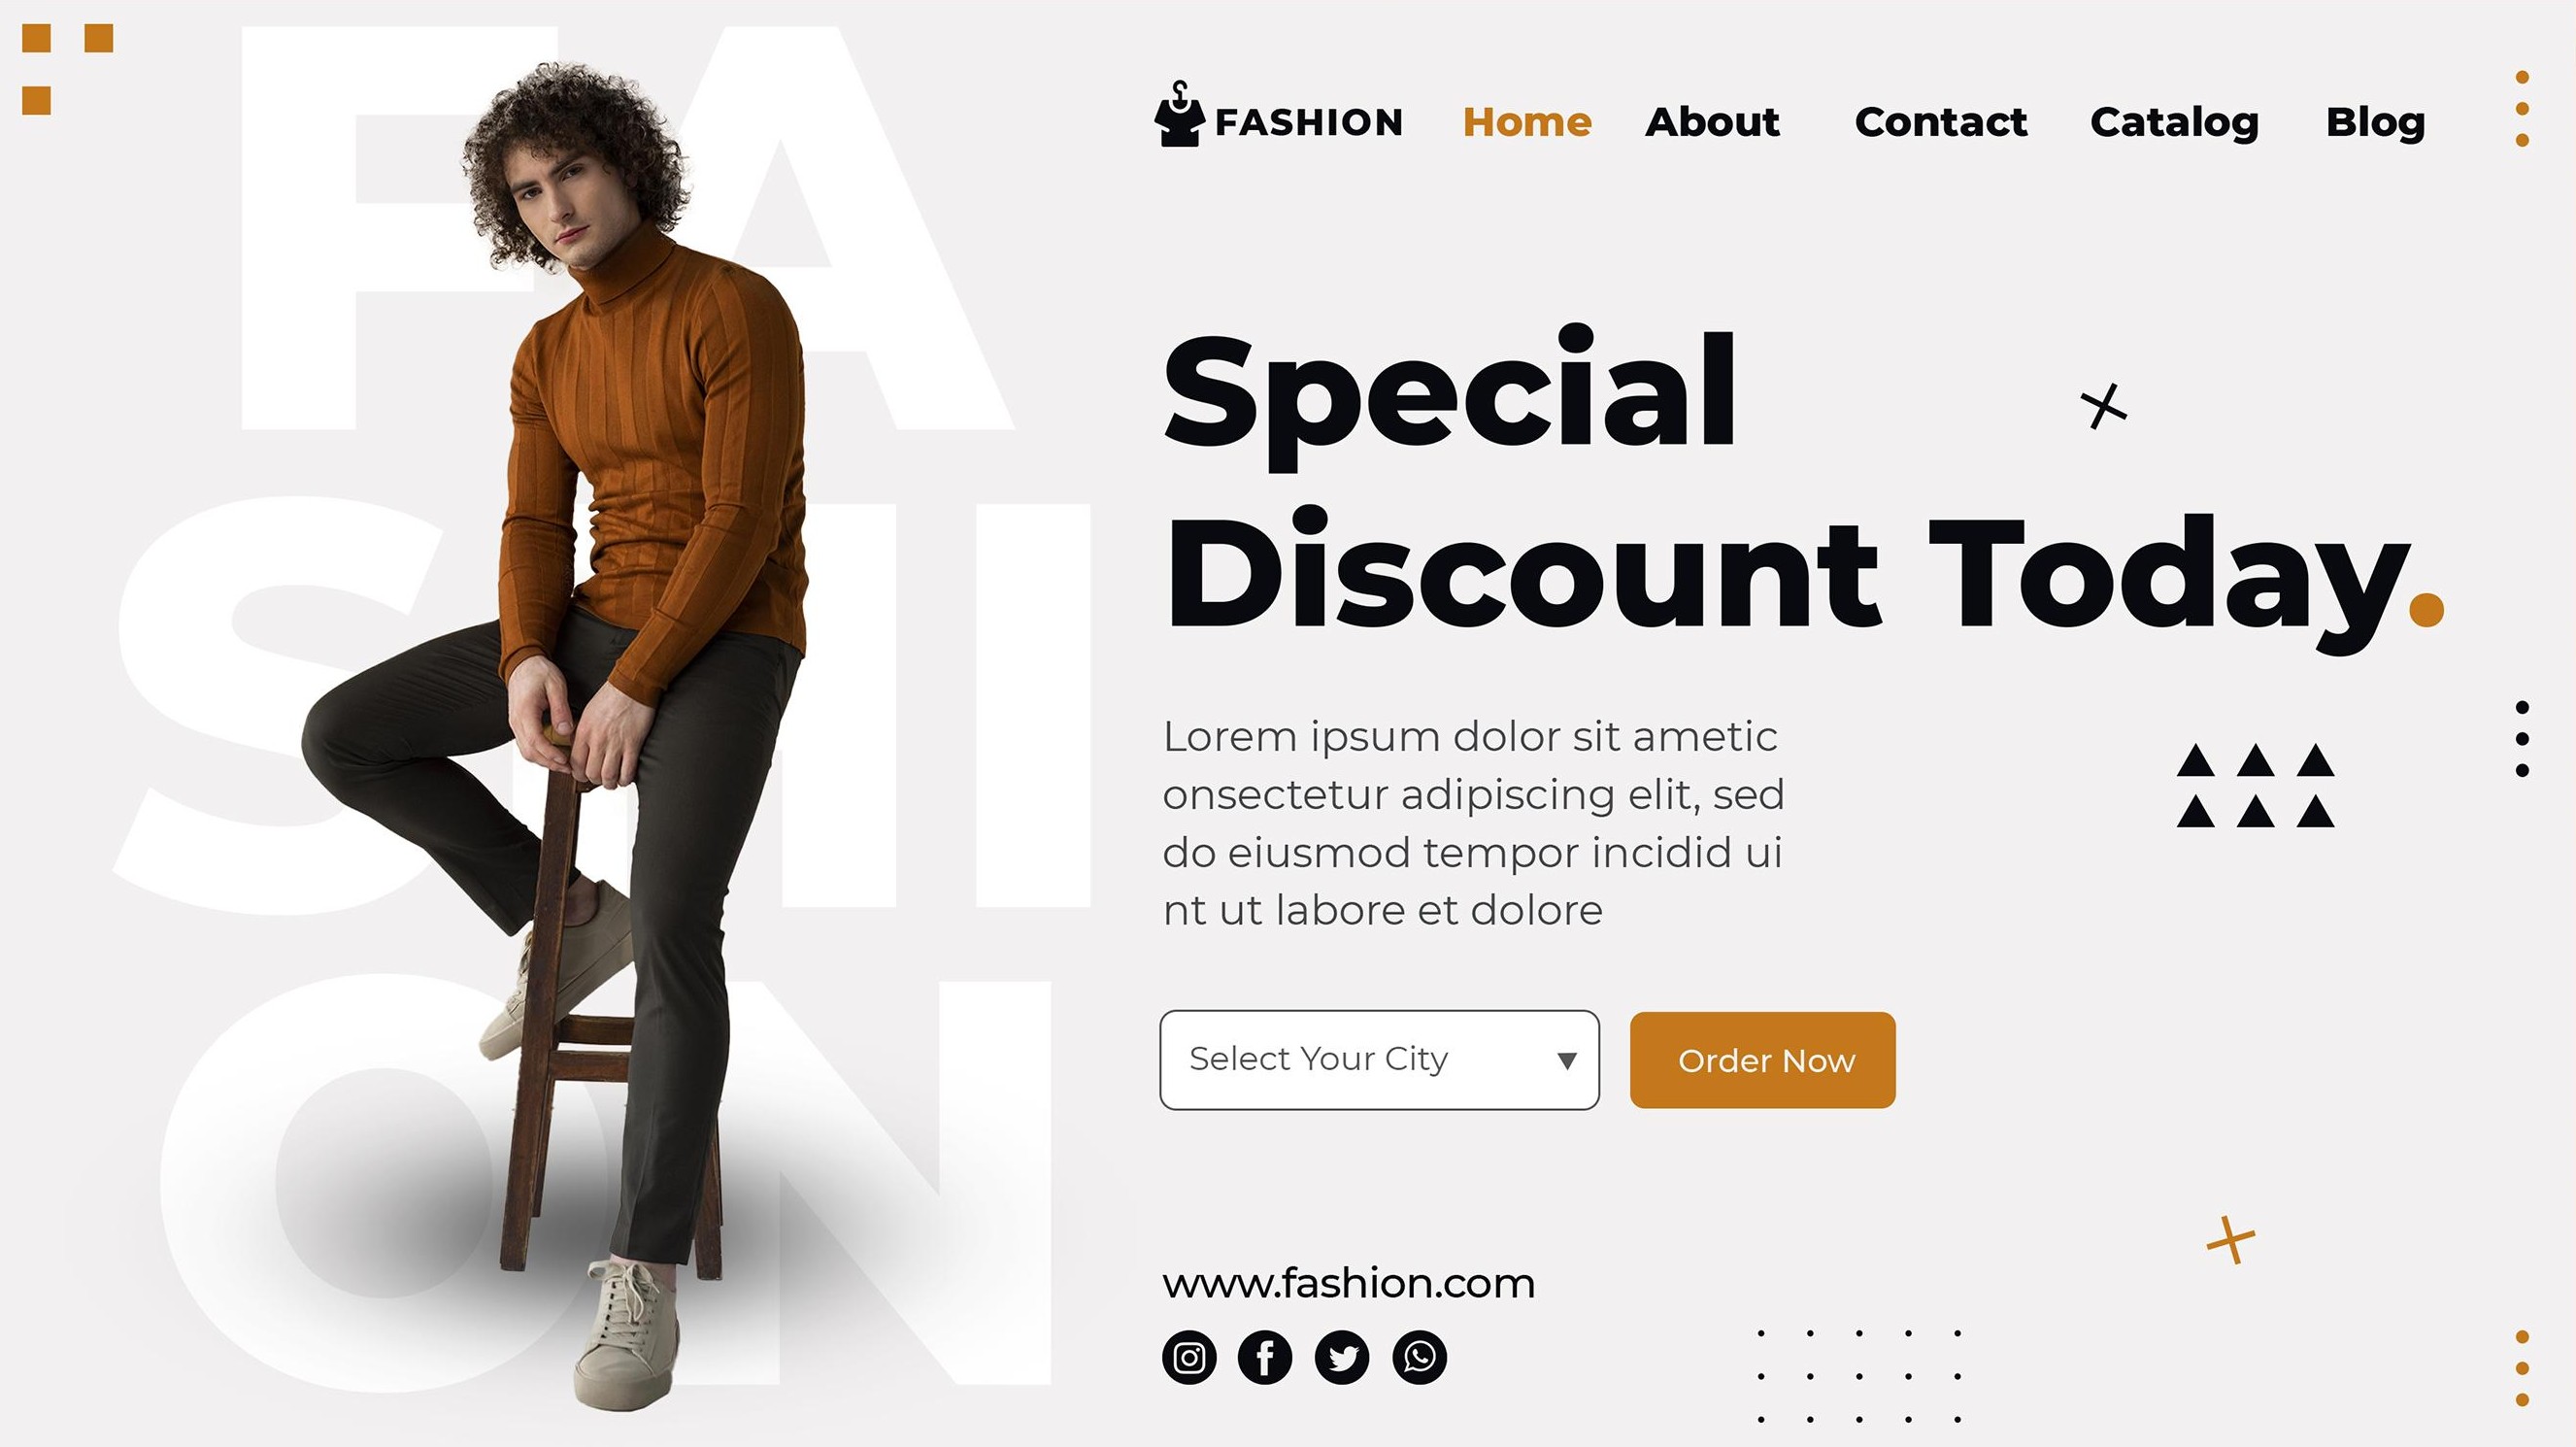 FA
SHI
ON
FASHION Home About Contact Catalog Blog
Special
Discount Today.
Lorem ipsum dolor sit ametic
onsectetur adipiscing elit, sed
do eiusmod tempor incidid ui
nt ut labore et dolore
Select Your City
Order Now
www.fashion.com